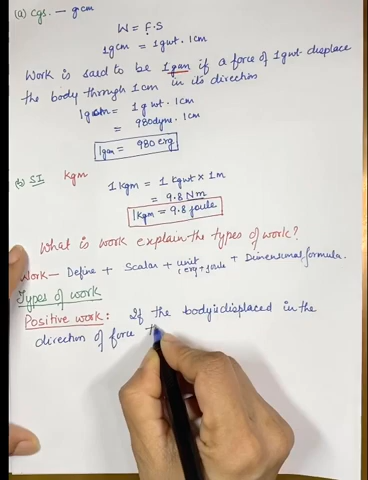 (a) cgs. — gcm
W = F.S
1gcm = 1gwt . 1cm
Work is said to be 1gcm if a force of 1gwt displace
the body through 1cm in its direction
1gcm = 1g wt . 1cm
= 980dyne. 1cm
1gcm = 980 erg
(b) SI kgm
1 kgm = 1 kgwt × 1m
= 9.8 Nm
1kgm = 9.8 joule
What is work explain the types of work?
Work — Define + Scalar + unit + Dimensional formula.
(erg + joule
Types of work
Positive work: If the body is displaced in the
direction of force t